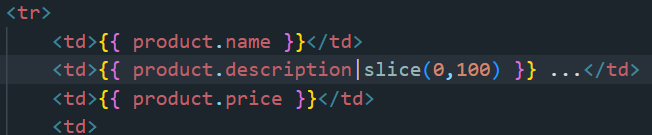 <tr>
<td>{{ product.name }}</td>
<td>{{ product.description|slice(0,100) }} ...</td>
<td>{{ product.price }}</td>
<td>